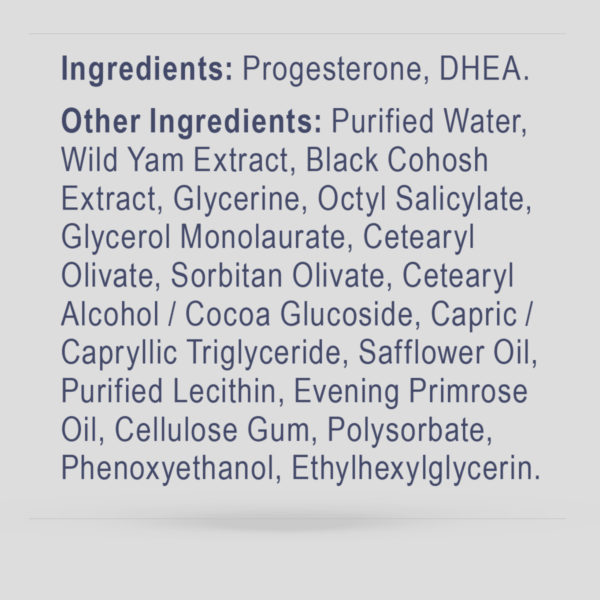 Ingredients: Progesterone, DHEA.
Other Ingredients: Purified Water,
Wild Yam Extract, Black Cohosh
Extract, Glycerine, Octyl Salicylate,
Glycerol Monolaurate, Cetearyl
Olivate, Sorbitan Olivate, Cetearyl
Alcohol / Cocoa Glucoside, Capric /
Capryllic Triglyceride, Safflower Oil,
Purified Lecithin, Evening Primrose
Oil, Cellulose Gum, Polysorbate,
Phenoxyethanol, Ethylhexylglycerin.